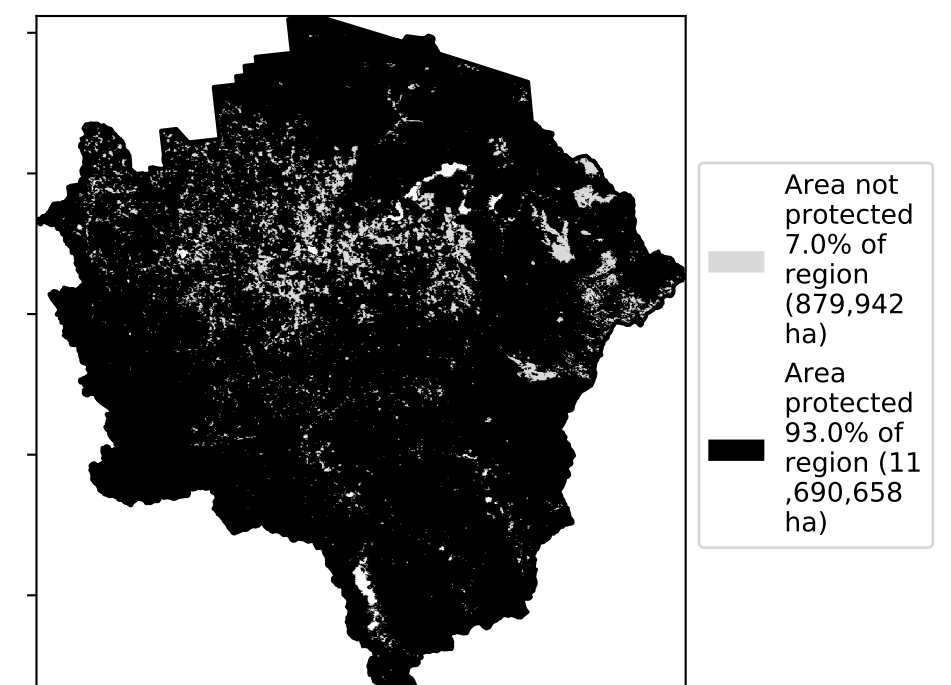 Area not
protected
7.0% of
region
(879,942
ha)
Area
protected
93.0% of
region (11
,690,658
ha)